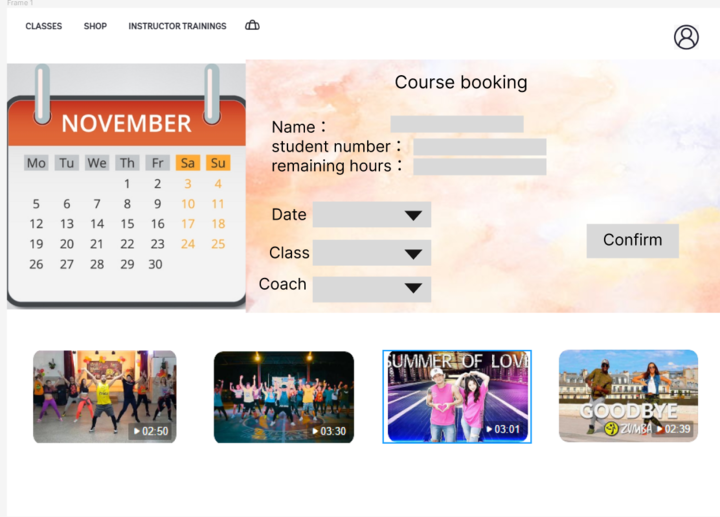 Frame 1
CLASSES SHOP INSTRUCTOR TRAININGS
NOVEMBER
Mo Tu We Th Fr Sa Su
1 2 3 4
5 6 7 8 9 10 11
12 13 14 15 16 17 18
19 20 21 22 23 24 25
26 27 28 29 30
Course booking
Name：
student number：
remaining hours：
Date
Class
Coach
Confirm
02:50
03:30
SUMMER OF LOVE
03:01
GOODBYE
ZUMBA
02:39